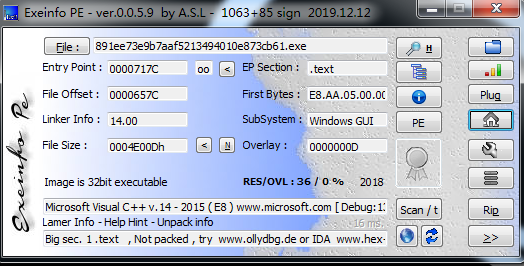 Exeinfo PE - ver.0.0.5.9 by A.S.L - 1063+85 sign 2019.12.12
File : 891ee73e9b7aaf5213494010e873cb61.exe H
Entry Point : 0000717C oo < EP Section : .text
File Offset : 0000657C First Bytes : E8.AA.05.00.00 Plug
Linker Info : 14.00 SubSystem : Windows GUI PE
File Size : 0004E00Dh < N Overlay : 0000000D
Image is 32bit executable RES/OVL : 36 / 0 % 2018
Exeinfo Pe
Microsoft Visual C++ v.14 - 2015 ( E8 ) www.microsoft.com [ Debug:13 Scan / t Rip
Lamer Info - Help Hint - Unpack info 16 ms.
Big sec. 1 .text , Not packed , try www.ollydbg.de or IDA www.hex- >>